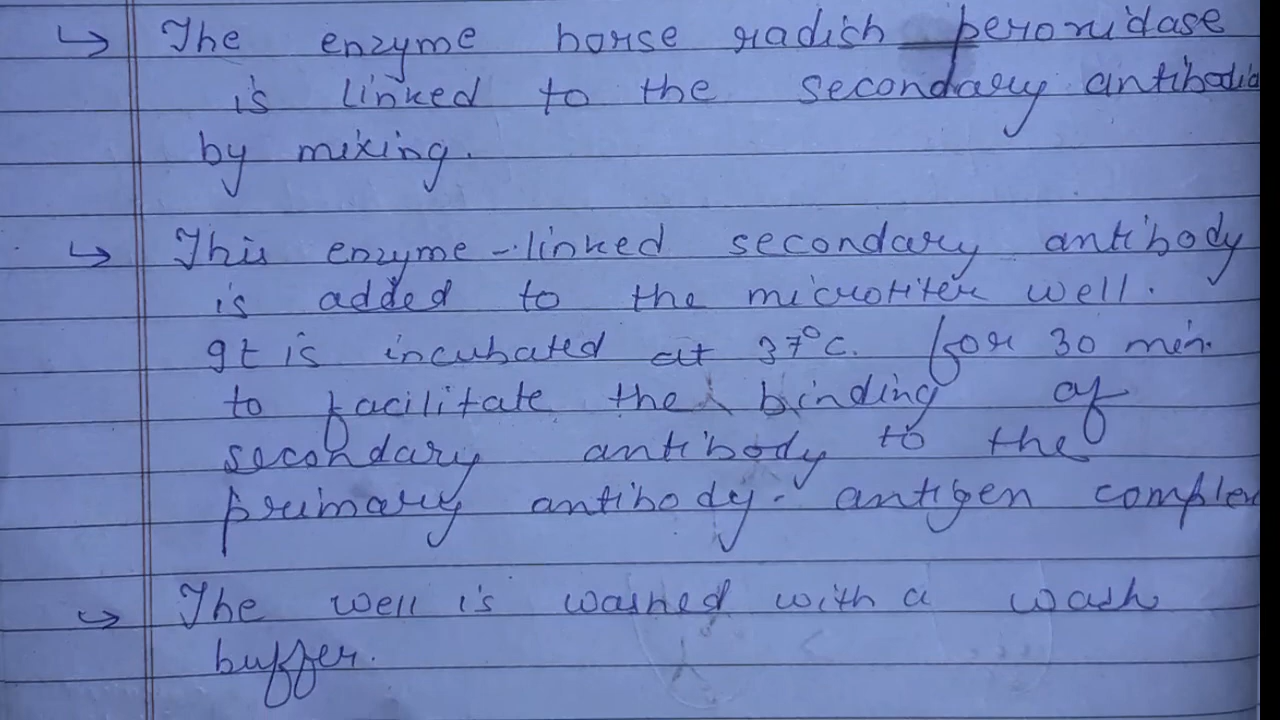 ↳ The enzyme horse radish peroxidase
is linked to the secondary antibodie
by mixing.
↳ This enzyme-linked secondary antibody
is added to the microtiter well.
It is incubated at 37°c. for 30 min.
to facilitate the binding of
secondary antibody to the
primary antibody-antigen complex
↳ The well is washed with a wash
buffer.